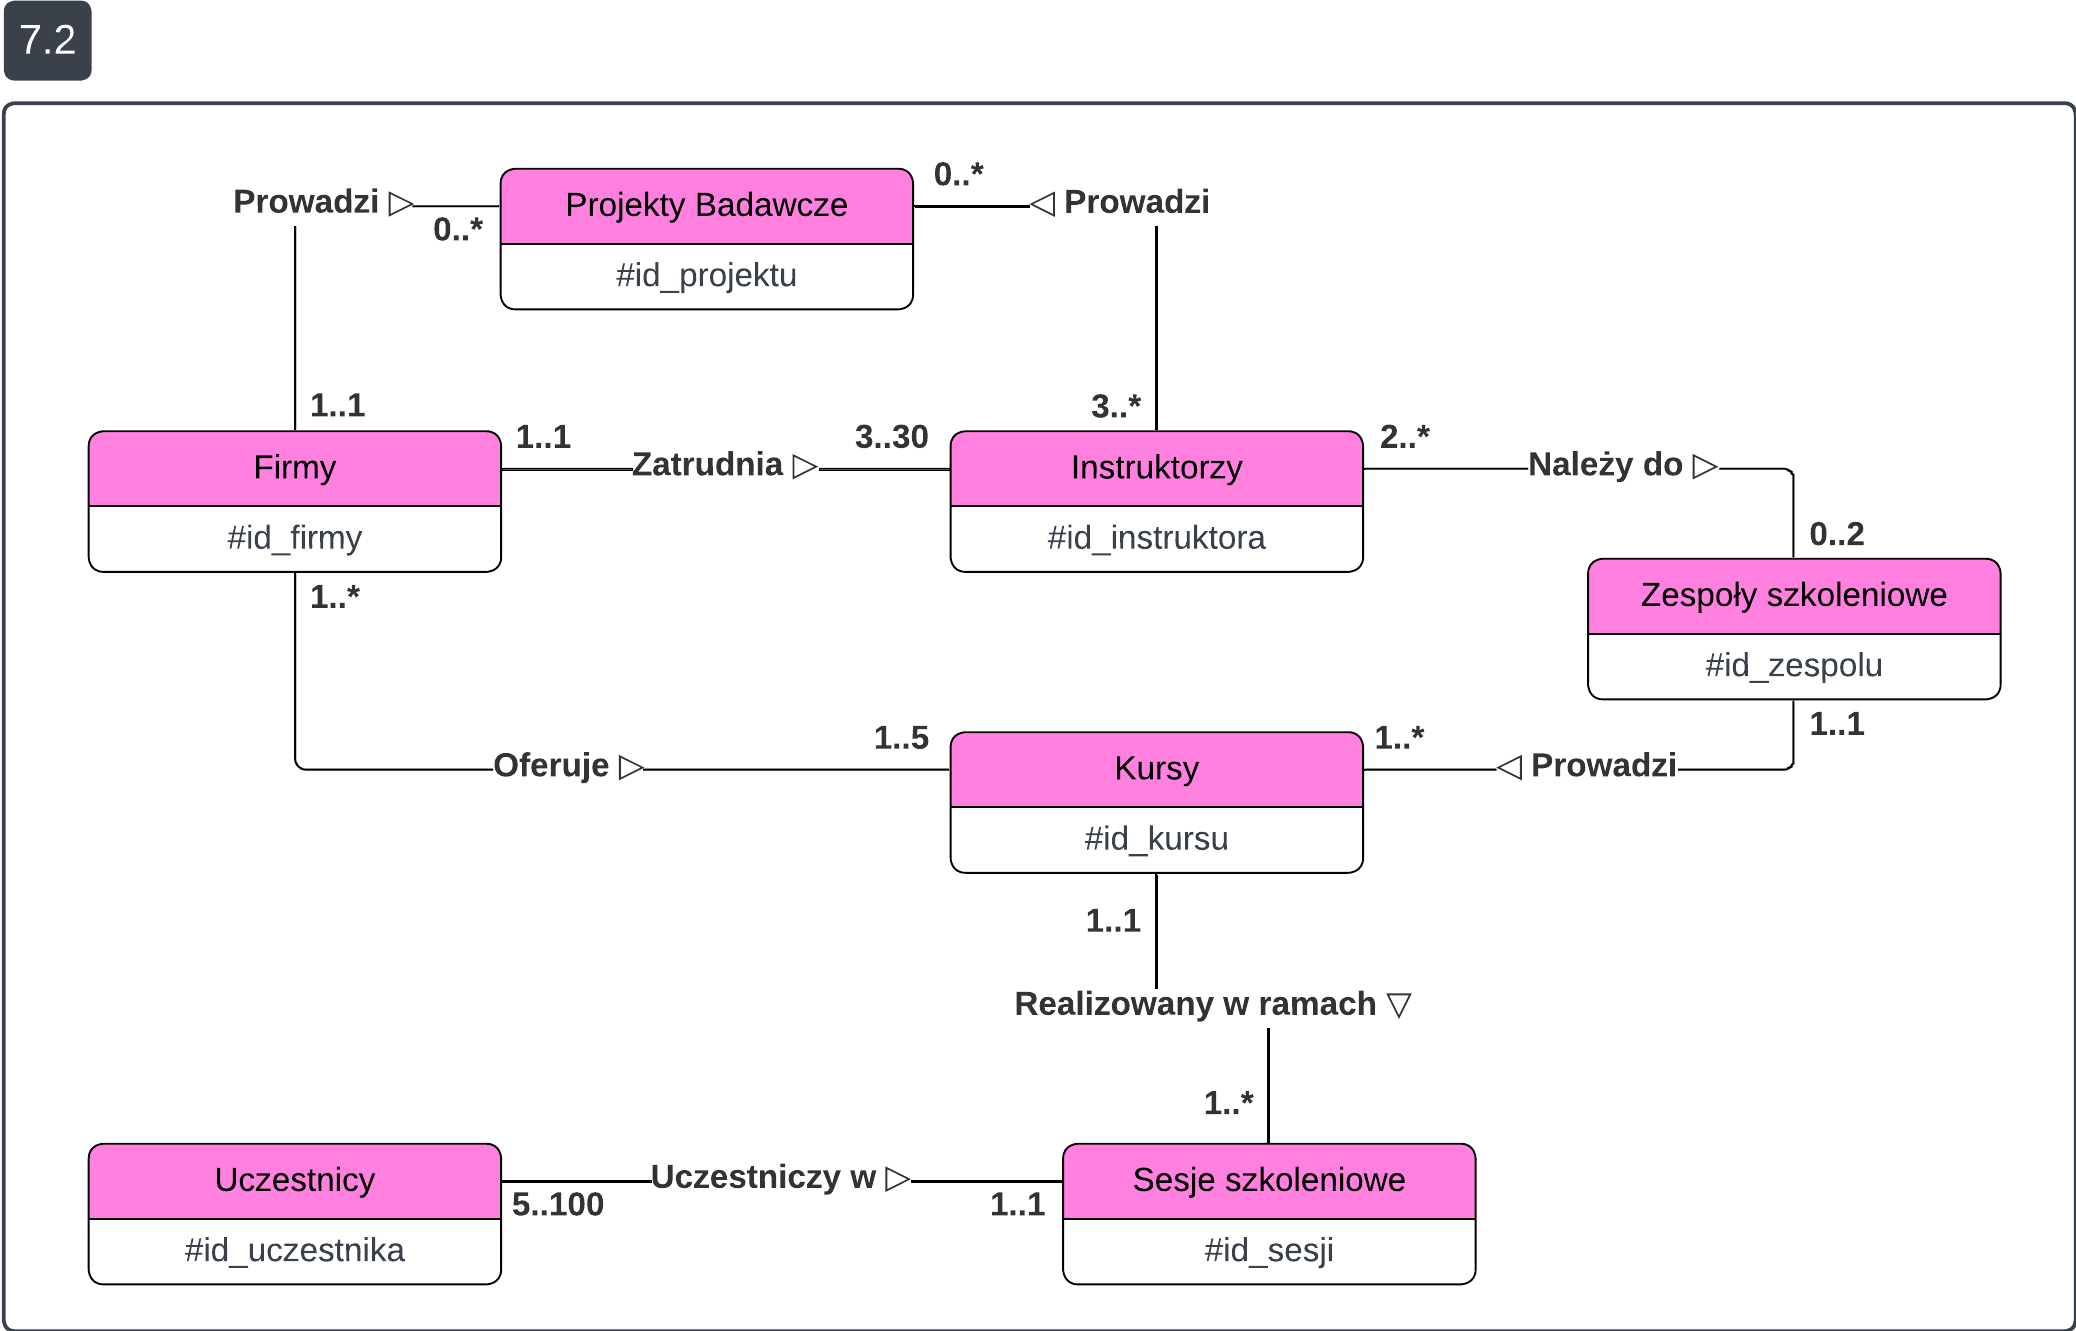 7.2
Prowadzi
0..*
Projekty Badawcze
#id_projektu
0..*
Prowadzi
1..1
3..*
Firmy
#id_firmy
1..1
Zatrudnia
3..30
Instruktorzy
#id_instruktora
2..*
Należy do
0..2
Zespoły szkoleniowe
#id_zespolu
1..*
1..1
Oferuje
1..5
Kursy
#id_kursu
1..*
Prowadzi
1..1
Realizowany w ramach
1..*
Uczestnicy
#id_uczestnika
5..100
Uczestniczy w
1..1
Sesje szkoleniowe
#id_sesji